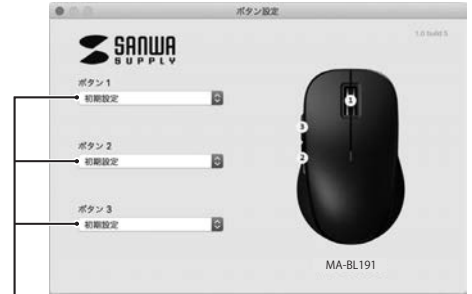 ボタン設定
1.0 build 5
SANWA
SUPPLY
ボタン 1
初期設定
ボタン 2
初期設定
ボタン 3
初期設定
1
3
2
MA-BL191